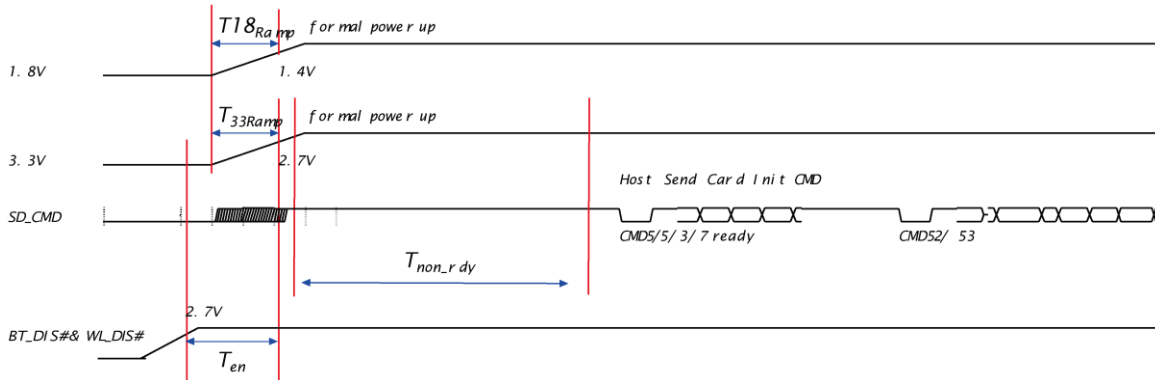 T18Ramp for mal power up
1. 8V
1. 4V
T33Ramp for mal power up
3. 3V
2. 7V
Host Send Card Init CMD
SD_CMD
CMD5/5/3/7 ready
CMD52/ 53
Tnon_rdy
2. 7V
BT_DIS#& WL_DIS#
Ten